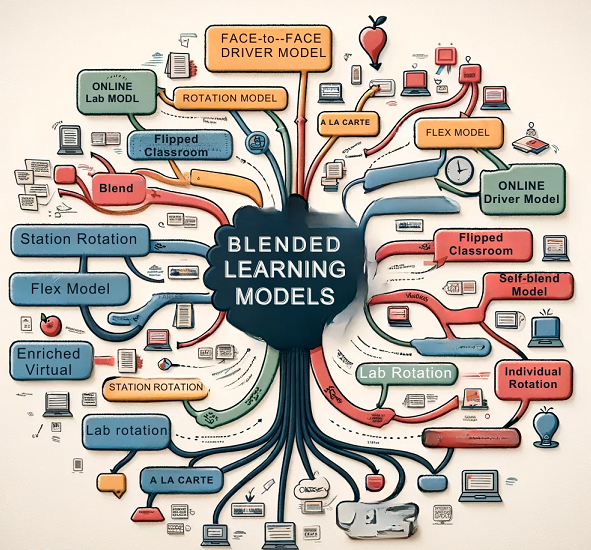 FACE-to--FACE
DRIVER MODEL
ONLINE
Lab MODL
ROTATION MODEL
A LA CARTE
FLEX MODEL
Flipped
Classroom
Blend
ONLINE
Driver Model
Station Rotation
BLENDED
LEARNING
MODELS
Flipped
Classroom
Flex Model
Self-blend
Model
Enriched
Virtual
Lab Rotation
Individual
Rotation
STATION ROTATION
Lab rotation
A LA CARTE